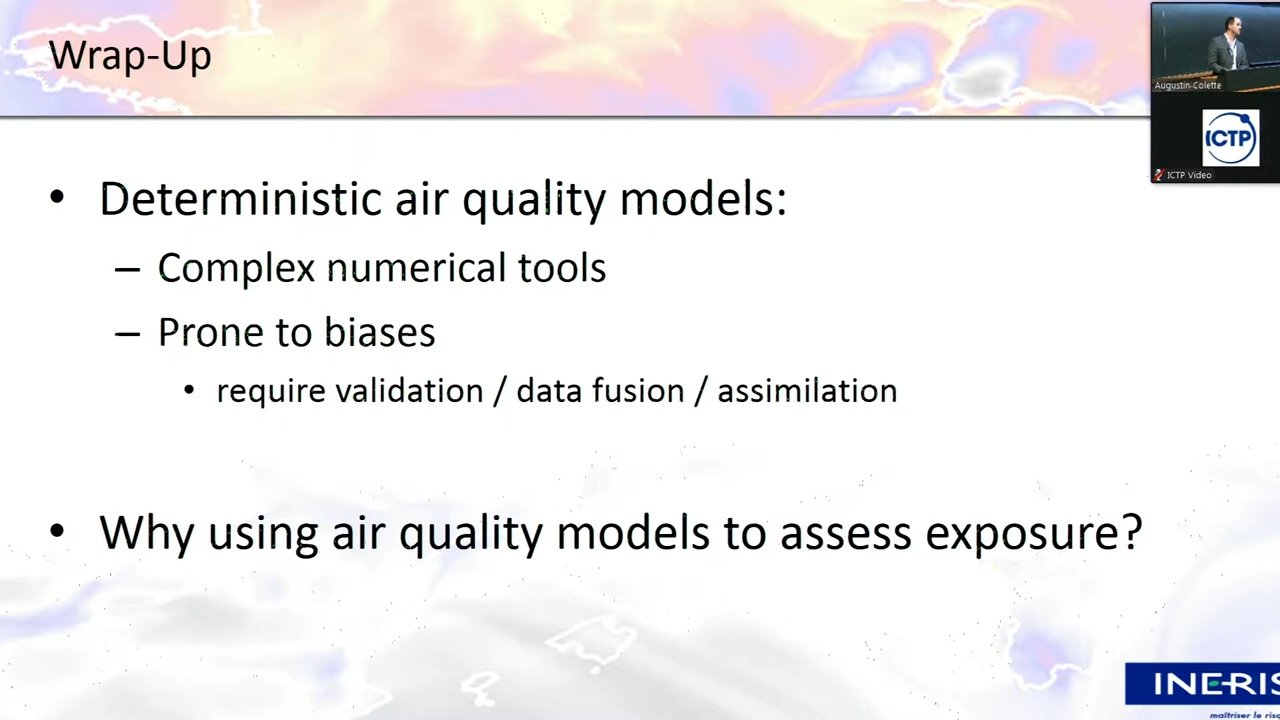 Wrap-Up
Augustin Colette
ICTP
ICTP Video
• Deterministic air quality models:
– Complex numerical tools
– Prone to biases
• require validation / data fusion / assimilation
• Why using air quality models to assess exposure?
INERIS
maîtriser le